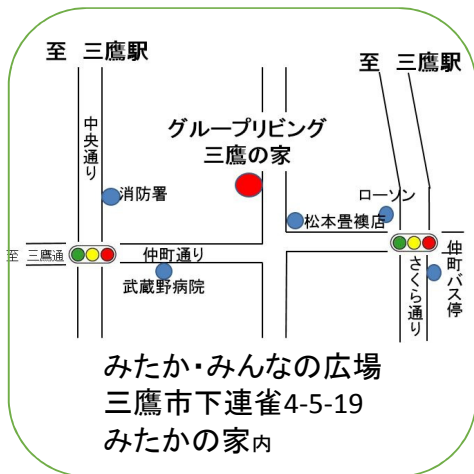 至 三鷹駅
至 三鷹駅
中央通り
グループリビング
三鷹の家
消防署
ローソン
松本畳襖店
至 三鷹通
仲町通り
武蔵野病院
さくら通り
仲町バス停
みたか・みんなの広場
三鷹市下連雀4-5-19
みたかの家内